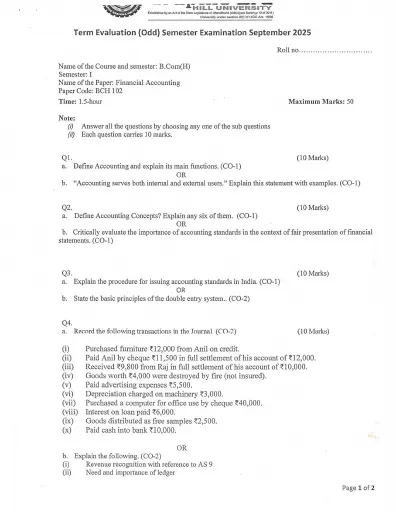 HILL UNIVERSITY
Term Evaluation (Odd) Semester Examination September 2025
Roll no..............................
Name of the Course and semester: B.Com(H)
Semester: I
Name of the Paper: Financial Accounting
Paper Code: BCH 102
Time: 1.5-hour Maximum Marks: 50
Note:
(i) Answer all the questions by choosing any one of the sub questions
(ii) Each question carries 10 marks.
Q1. (10 Marks)
a. Define Accounting and explain its main functions. (CO-1)
OR
b. "Accounting serves both internal and external users." Explain this statement with examples. (CO-1)
Q2. (10 Marks)
a. Define Accounting Concepts? Explain any six of them. (CO-1)
OR
b. Critically evaluate the importance of accounting standards in the context of fair presentation of financial
statements. (CO-1)
Q3. (10 Marks)
a. Explain the procedure for issuing accounting standards in India. (CO-1)
OR
b. State the basic principles of the double entry system.. (CO-2)
Q4.
a. Record the following transactions in the Journal. (CO-2) (10 Marks)
(i) Purchased furniture ₹12,000 from Anil on credit.
(ii) Paid Anil by cheque ₹11,500 in full settlement of his account of ₹12,000.
(iii) Received ₹9,800 from Raj in full settlement of his account of ₹10,000.
(iv) Goods worth ₹4,000 were destroyed by fire (not insured).
(v) Paid advertising expenses ₹5,500.
(vi) Depreciation charged on machinery ₹3,000.
(vii) Purchased a computer for office use by cheque ₹40,000.
(viii) Interest on loan paid ₹6,000.
(ix) Goods distributed as free samples ₹2,500.
(x) Paid cash into bank ₹10,000.
OR
b. Explain the following. (CO-2)
(i) Revenue recognition with reference to AS 9
(ii) Need and importance of ledger
Page 1 of 2